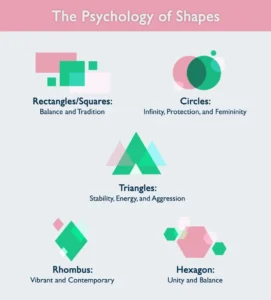 The Psychology of Shapes
Rectangles/Squares:
Balance and Tradition
Circles:
Infinity, Protection, and Femininity
Triangles:
Stability, Energy, and Aggression
Rhombus:
Vibrant and Contemporary
Hexagon:
Unity and Balance